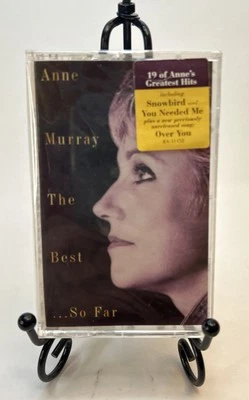 Anne
Murray
The
Best
...So Far
19 of Anne's
Greatest Hits
including
Snowbird and
You Needed Me
plus a new previously
unreleased song
Over You